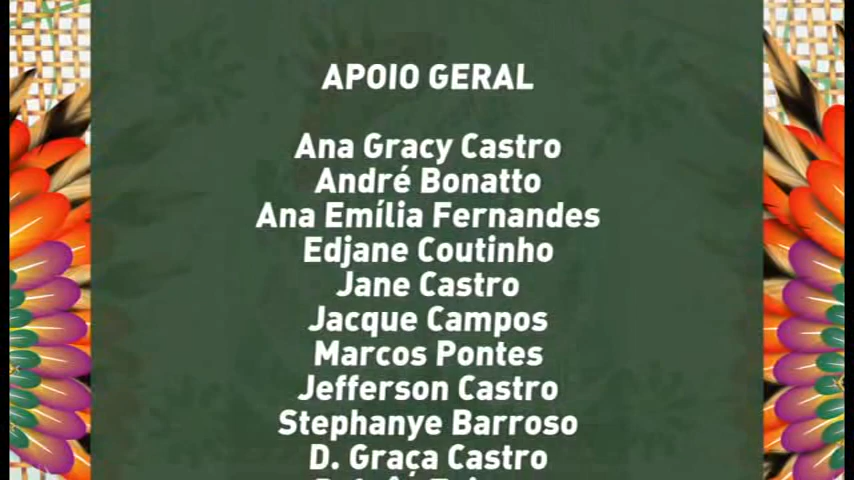 APOIO GERAL
Ana Gracy Castro
André Bonatto
Ana Emília Fernandes
Edjane Coutinho
Jane Castro
Jacque Campos
Marcos Pontes
Jefferson Castro
Stephanye Barroso
D. Graça Castro